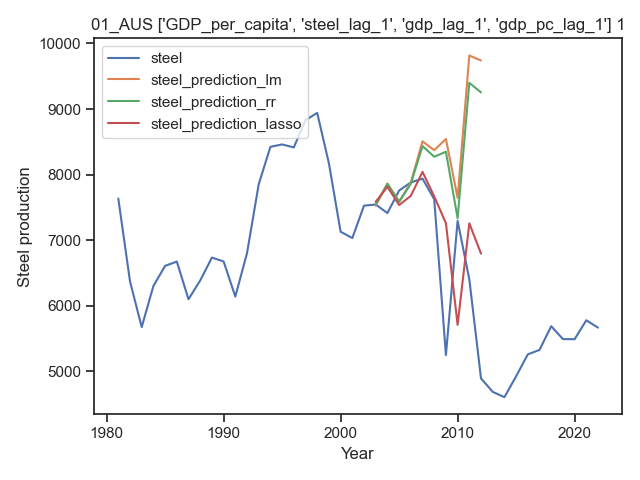 01_AUS ['GDP_per_capita', 'steel_lag_1', 'gdp_lag_1', 'gdp_pc_lag_1'] 1
steel
steel_prediction_lm
steel_prediction_rr
steel_prediction_lasso
10000
9000
8000
7000
6000
5000
Steel production
1980 1990 2000 2010 2020
Year